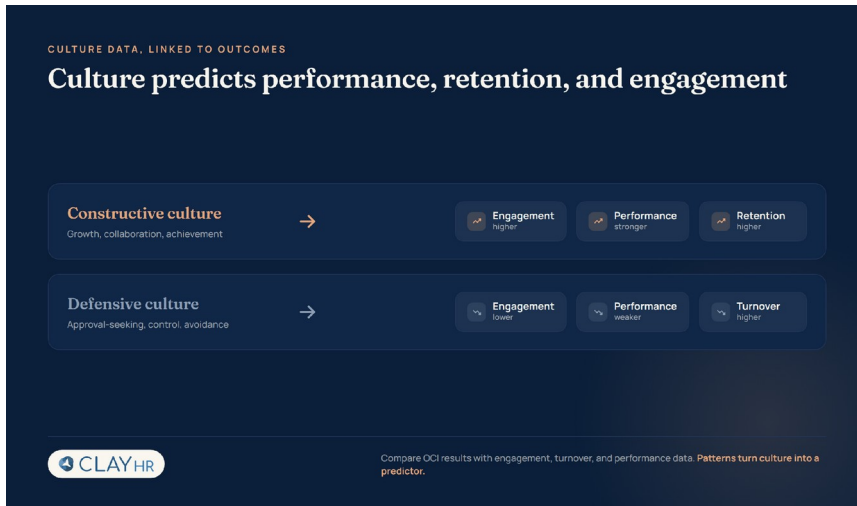 CULTURE DATA, LINKED TO OUTCOMES
Culture predicts performance, retention, and engagement
Constructive culture
Growth, collaboration, achievement
Engagement
higher
Performance
stronger
Retention
higher
Defensive culture
Approval-seeking, control, avoidance
Engagement
lower
Performance
weaker
Turnover
higher
CLAYHR
Compare OCI results with engagement, turnover, and performance data. Patterns turn culture into a
predictor.